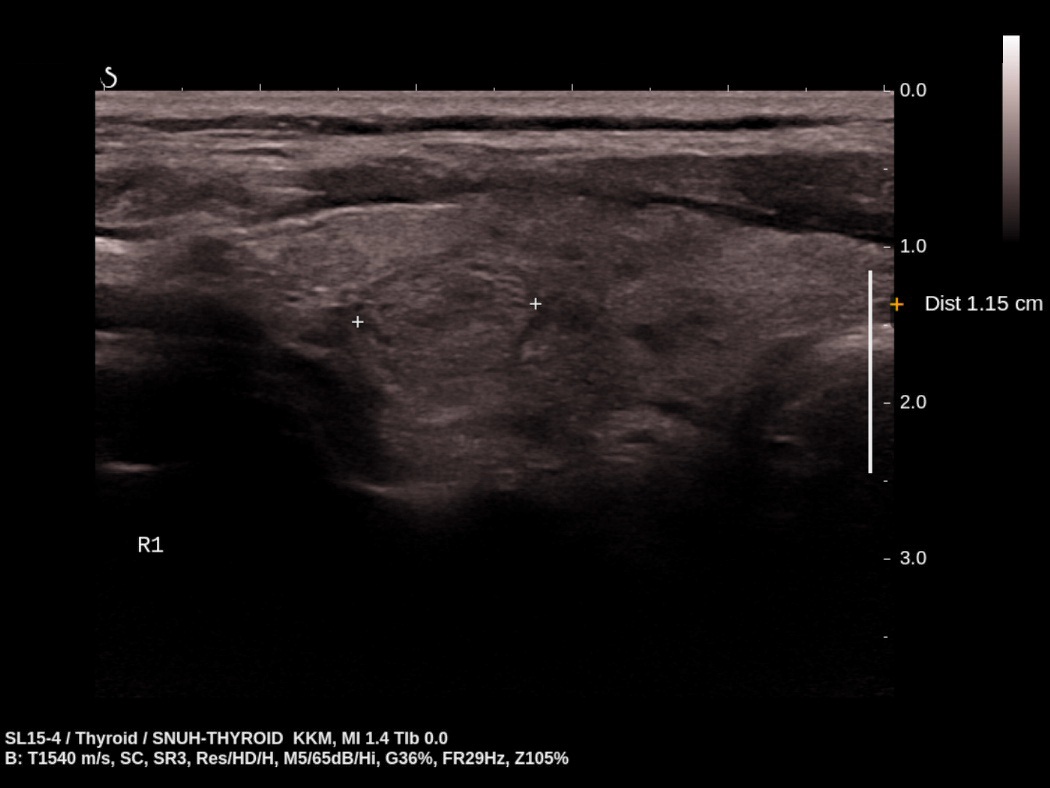 S
0.0
1.0
Dist 1.15 cm
2.0
R1
3.0
SL15-4 / Thyroid / SNUH-THYROID KKM, MI 1.4 TIb 0.0
B: T1540 m/s, SC, SR3, Res/HD/H, M5/65dB/Hi, G36%, FR29Hz, Z105%